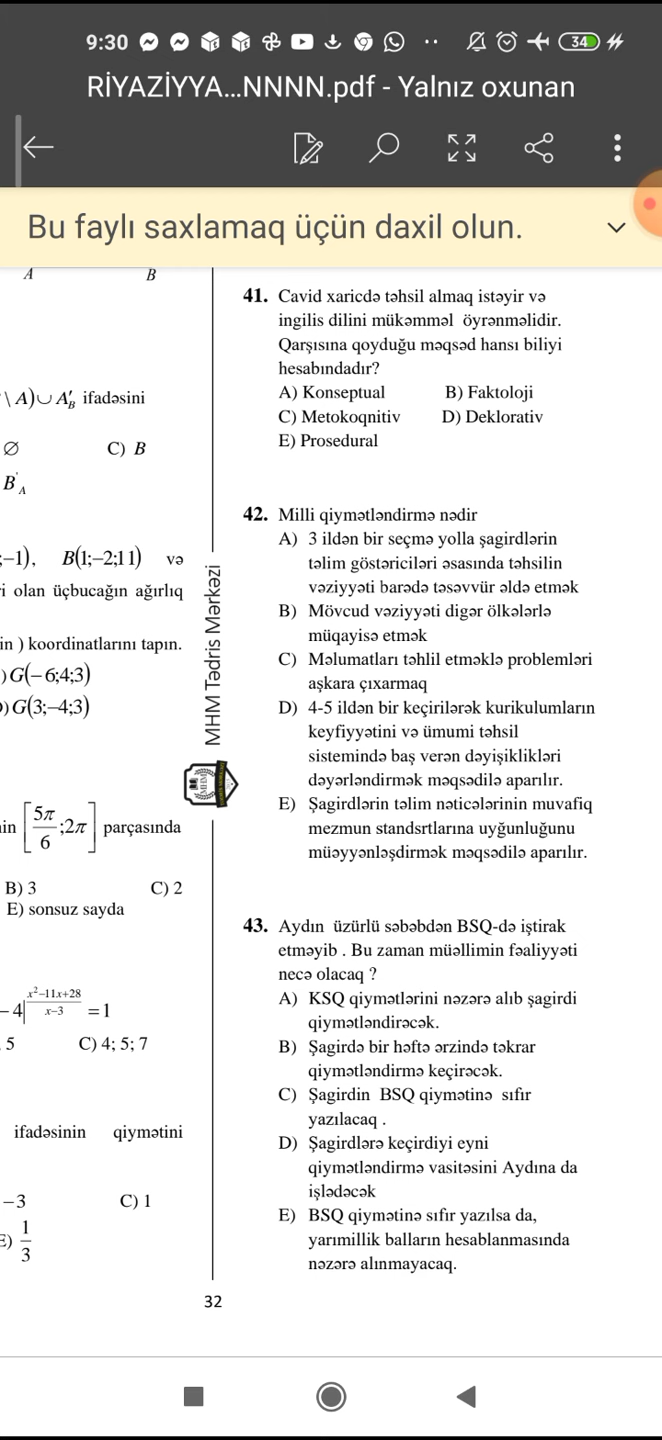 9:30
34
RİYAZİYYA...NNNN.pdf - Yalnız oxunan
Bu faylı saxlamaq üçün daxil olun.
A B
\ A)∪ A′B ifadəsini
∅ C) B
B'A
;–1), B(1;–2;11) və
i olan üçbucağın ağırlıq
in ) koordinatlarını tapın.
)G(–6;4;3)
)G(3;–4;3)
in [5π/6;2π] parçasında
B) 3 C) 2
E) sonsuz sayda
–4|^(x²–11x+28)/(x–3) = 1
5 C) 4; 5; 7
ifadəsinin qiymətini
–3 C) 1
E) 1/3
MHM Tədris Mərkəzi
MHM
41. Cavid xaricdə təhsil almaq istəyir və
ingilis dilini mükəmməl öyrənməlidir.
Qarşısına qoyduğu məqsəd hansı biliyi
hesabındadır?
A) Konseptual B) Faktoloji
C) Metokoqnitiv D) Deklorativ
E) Prosedural
42. Milli qiymətləndirmə nədir
A) 3 ildən bir seçmə yolla şagirdlərin
təlim göstəriciləri əsasında təhsilin
vəziyyəti barədə təsəvvür əldə etmək
B) Mövcud vəziyyəti digər ölkələrlə
müqayisə etmək
C) Məlumatları təhlil etməklə problemləri
aşkara çıxarmaq
D) 4-5 ildən bir keçirilərək kurikulumların
keyfiyyətini və ümumi təhsil
sistemində baş verən dəyişiklikləri
dəyərləndirmək məqsədilə aparılır.
E) Şagirdlərin təlim nəticələrinin muvafiq
məzmun standsrtlarına uyğunluğunu
müəyyənləşdirmək məqsədilə aparılır.
43. Aydın üzürlü səbəbdən BSQ-də iştirak
etməyib . Bu zaman müəllimin fəaliyyəti
necə olacaq ?
A) KSQ qiymətlərini nəzərə alıb şagirdi
qiymətləndirəcək.
B) Şagirdə bir həftə ərzində təkrar
qiymətləndirmə keçirəcək.
C) Şagirdin BSQ qiymətinə sıfır
yazılacaq .
D) Şagirdlərə keçirdiyi eyni
qiymətləndirmə vasitəsini Aydına da
işlədəcək
E) BSQ qiymətinə sıfır yazılsa da,
yarımillik balların hesablanmasında
nəzərə alınmayacaq.
32